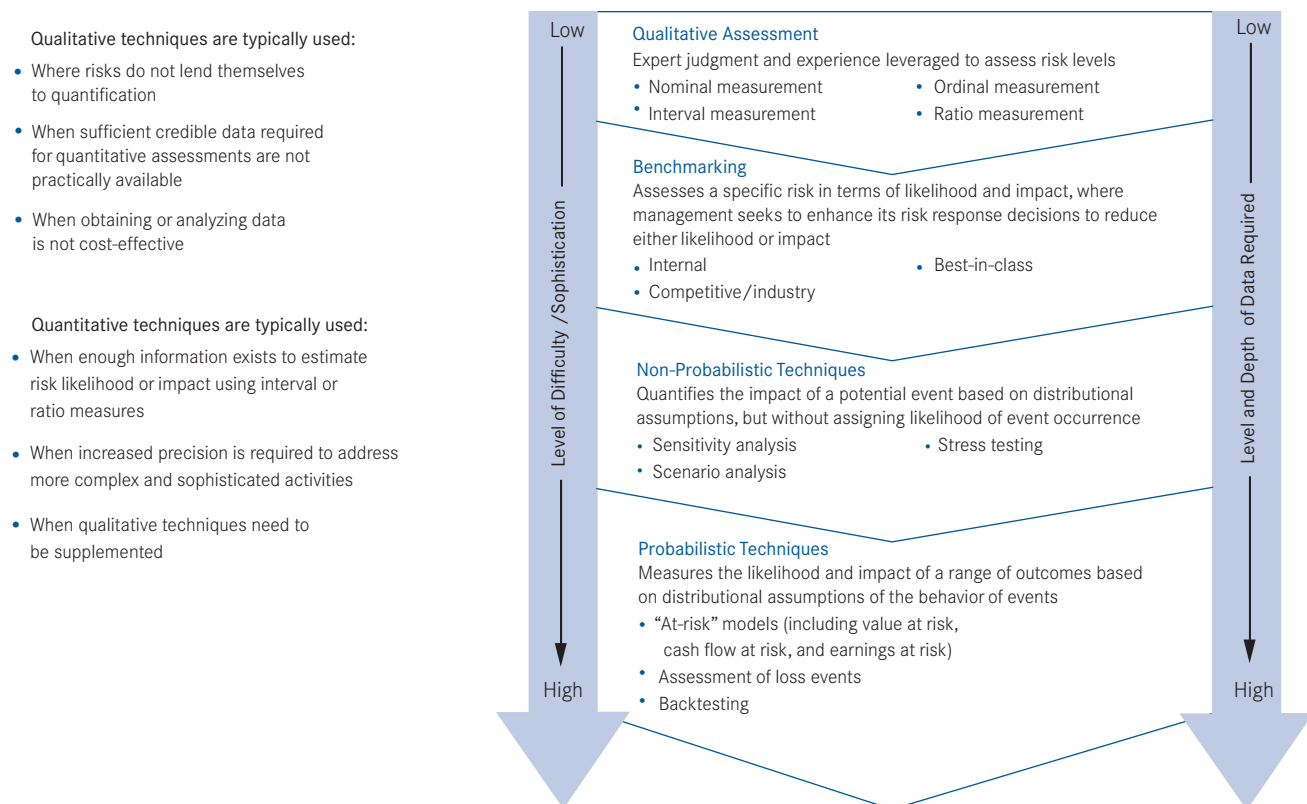 Qualitative techniques are typically used:
• Where risks do not lend themselves
to quantification
• When sufficient credible data required
for quantitative assessments are not
practically available
• When obtaining or analyzing data
is not cost-effective
Quantitative techniques are typically used:
• When enough information exists to estimate
risk likelihood or impact using interval or
ratio measures
• When increased precision is required to address
more complex and sophisticated activities
• When qualitative techniques need to
be supplemented
Low
Level of Difficulty /Sophistication
High
Qualitative Assessment
Expert judgment and experience leveraged to assess risk levels
• Nominal measurement
• Ordinal measurement
• Interval measurement
• Ratio measurement
Benchmarking
Assesses a specific risk in terms of likelihood and impact, where
management seeks to enhance its risk response decisions to reduce
either likelihood or impact
• Internal
• Best-in-class
• Competitive/industry
Non-Probabilistic Techniques
Quantifies the impact of a potential event based on distributional
assumptions, but without assigning likelihood of event occurrence
• Sensitivity analysis
• Stress testing
• Scenario analysis
Probabilistic Techniques
Measures the likelihood and impact of a range of outcomes based
on distributional assumptions of the behavior of events
• “At-risk” models (including value at risk,
cash flow at risk, and earnings at risk)
• Assessment of loss events
• Backtesting
Low
Level and Depth of Data Required
High